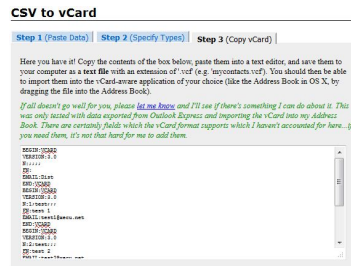 CSV to vCard
Step 1 (Paste Data) Step 2 (Specify Types) Step 3 (Copy vCard)
Here you have it! Copy the contents of the box below, paste them into a text editor, and save them to
your computer as a text file with an extension of '.vcf' (e.g. 'mycontacts.vcf'). You should then be able
to import them into the vCard-aware application of your choice (like the Address Book in OS X, by
dragging the file into the Address Book).
If all doesn't go well for you, please let me know and I'll see if there's something I can do about it. This
was only tested with data exported from Outlook Express and importing the vCard into my Address
Book. There are certainly fields which the vCard format supports which I haven't accounted for here...
you need them, it's not that hard for me to add them.
BEGIN:VCARD
VERSION:3.0
N:;;;;
FN:
EMAIL:Dist
END:VCARD
BEGIN:VCARD
VERSION:3.0
N:1;test;;;
FN:test 1
EMAIL:test1@aecu.net
END:VCARD
BEGIN:VCARD
VERSION:3.0
N:2;test;;;
FN:test 2